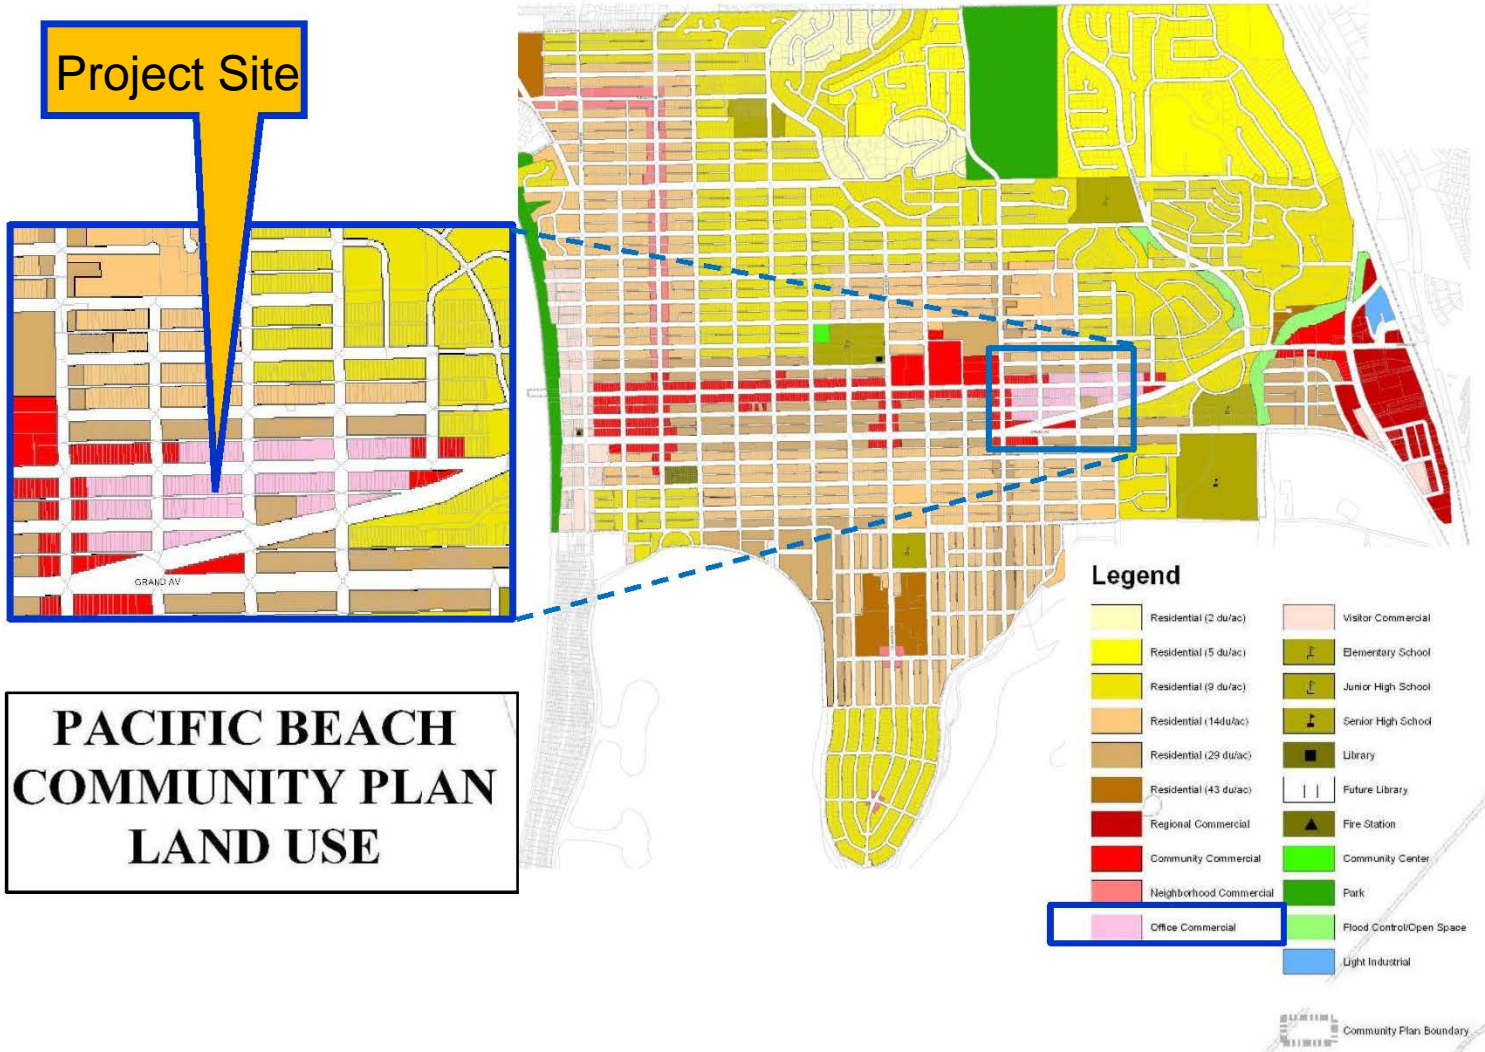 Project Site
GRAND AV
PACIFIC BEACH
COMMUNITY PLAN
LAND USE
Legend
Residential (2 du/ac)
Residential (5 du/ac)
Residential (9 du/ac)
Residential (14du/ac)
Residential (29 du/ac)
Residential (43 du/ac)
Regional Commercial
Community Commercial
Neighborhood Commercial
Office Commercial
Visitor Commercial
Elementary School
Junior High School
Senior High School
Library
Future Library
Fire Station
Community Center
Park
Flood Control/Open Space
Light Industrial
Community Plan Boundary